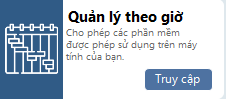 Quản lý theo giờ
Cho phép các phần mềm
được phép sử dụng trên máy
tính của bạn.
Truy cập